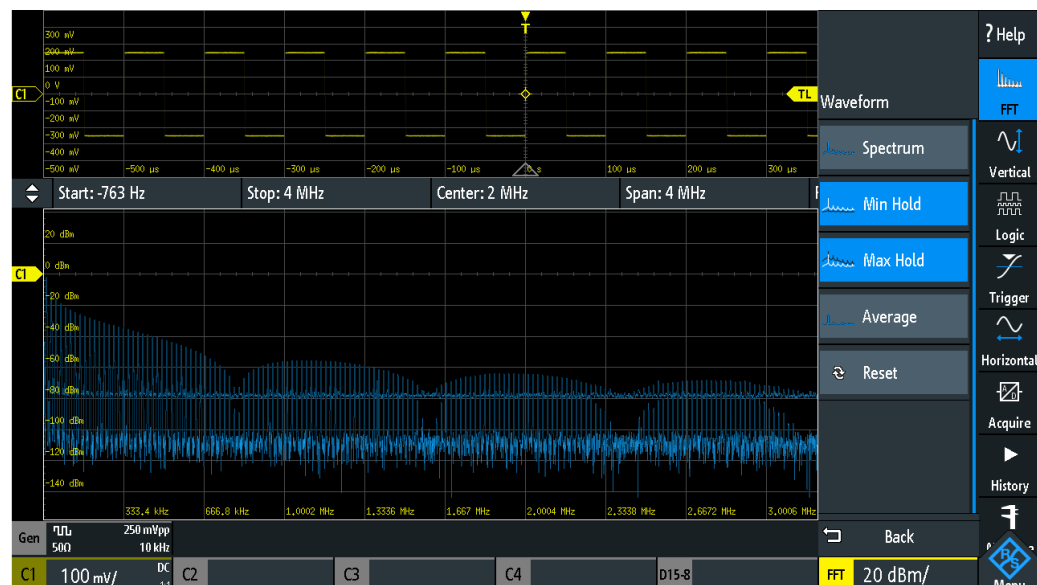 300 mV
200 mV
100 mV
0 V
-100 mV
-200 mV
-300 mV
-400 mV
-500 mV
-500 µs -400 µs -300 µs -200 µs -100 µs 0 s 100 µs 200 µs 300 µs
T
C1
TL
Start: -763 Hz Stop: 4 MHz Center: 2 MHz Span: 4 MHz
20 dBm
C1
0 dBm
-20 dBm
-40 dBm
-60 dBm
-80 dBm
-100 dBm
-120 dBm
-140 dBm
333.4 kHz 666.8 kHz 1.0002 MHz 1.3336 MHz 1.667 MHz 2.0004 MHz 2.3338 MHz 2.6672 MHz 3.0006 MHz
Gen 250 mVpp
50Ω 10 kHz
C1 100 mV/ DC
C2 C3 C4 D15-8
FFT 20 dBm/
Waveform
Spectrum
Min Hold
Max Hold
Average
Reset
Back
? Help
FFT
Vertical
Logic
Trigger
Horizontal
Acquire
History
R&S
Menu